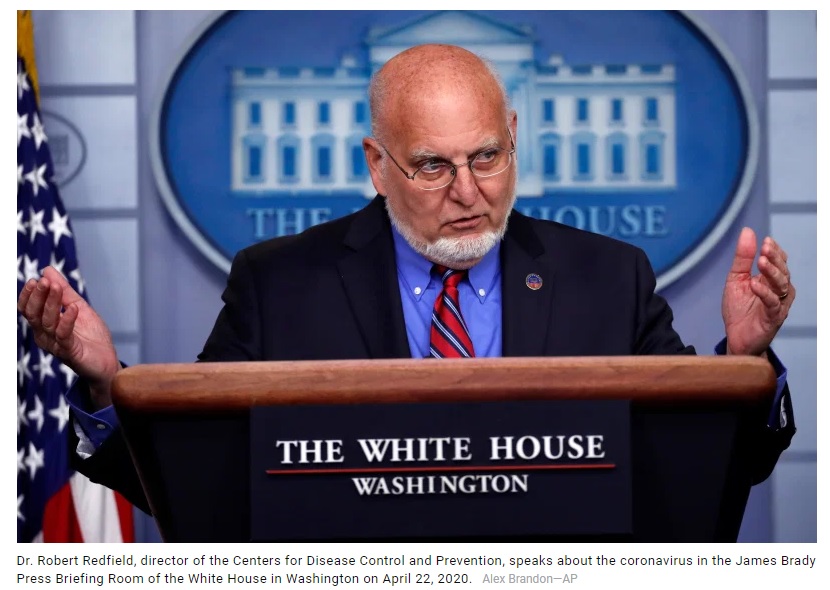 THE HOUSE
THE WHITE HOUSE
WASHINGTON
Dr. Robert Redfield, director of the Centers for Disease Control and Prevention, speaks about the coronavirus in the James Brady
Press Briefing Room of the White House in Washington on April 22, 2020. Alex Brandon—AP